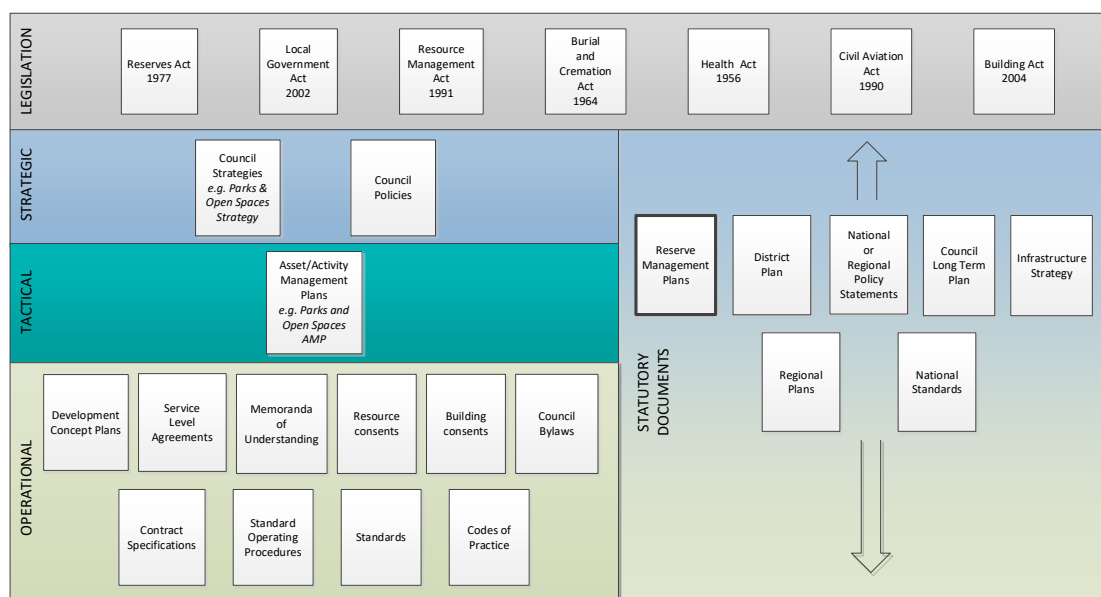 LEGISLATION
Reserves Act
1977
Local
Government
Act
2002
Resource
Management
Act
1991
Burial
and
Cremation
Act
1964
Health Act
1956
Civil Aviation
Act
1990
Building Act
2004
STRATEGIC
Council
Strategies
e.g. Parks &
Open Spaces
Strategy
Council
Policies
TACTICAL
Asset/Activity
Management
Plans
e.g. Parks and
Open Spaces
AMP
OPERATIONAL
Development
Concept Plans
Service
Level
Agreements
Memoranda
of
Understanding
Resource
consents
Building
consents
Council
Bylaws
Contract
Specifications
Standard
Operating
Procedures
Standards
Codes of
Practice
STATUTORY
DOCUMENTS
Reserve
Management
Plans
District
Plan
National
or
Regional
Policy
Statements
Council
Long Term
Plan
Infrastructure
Strategy
Regional
Plans
National
Standards